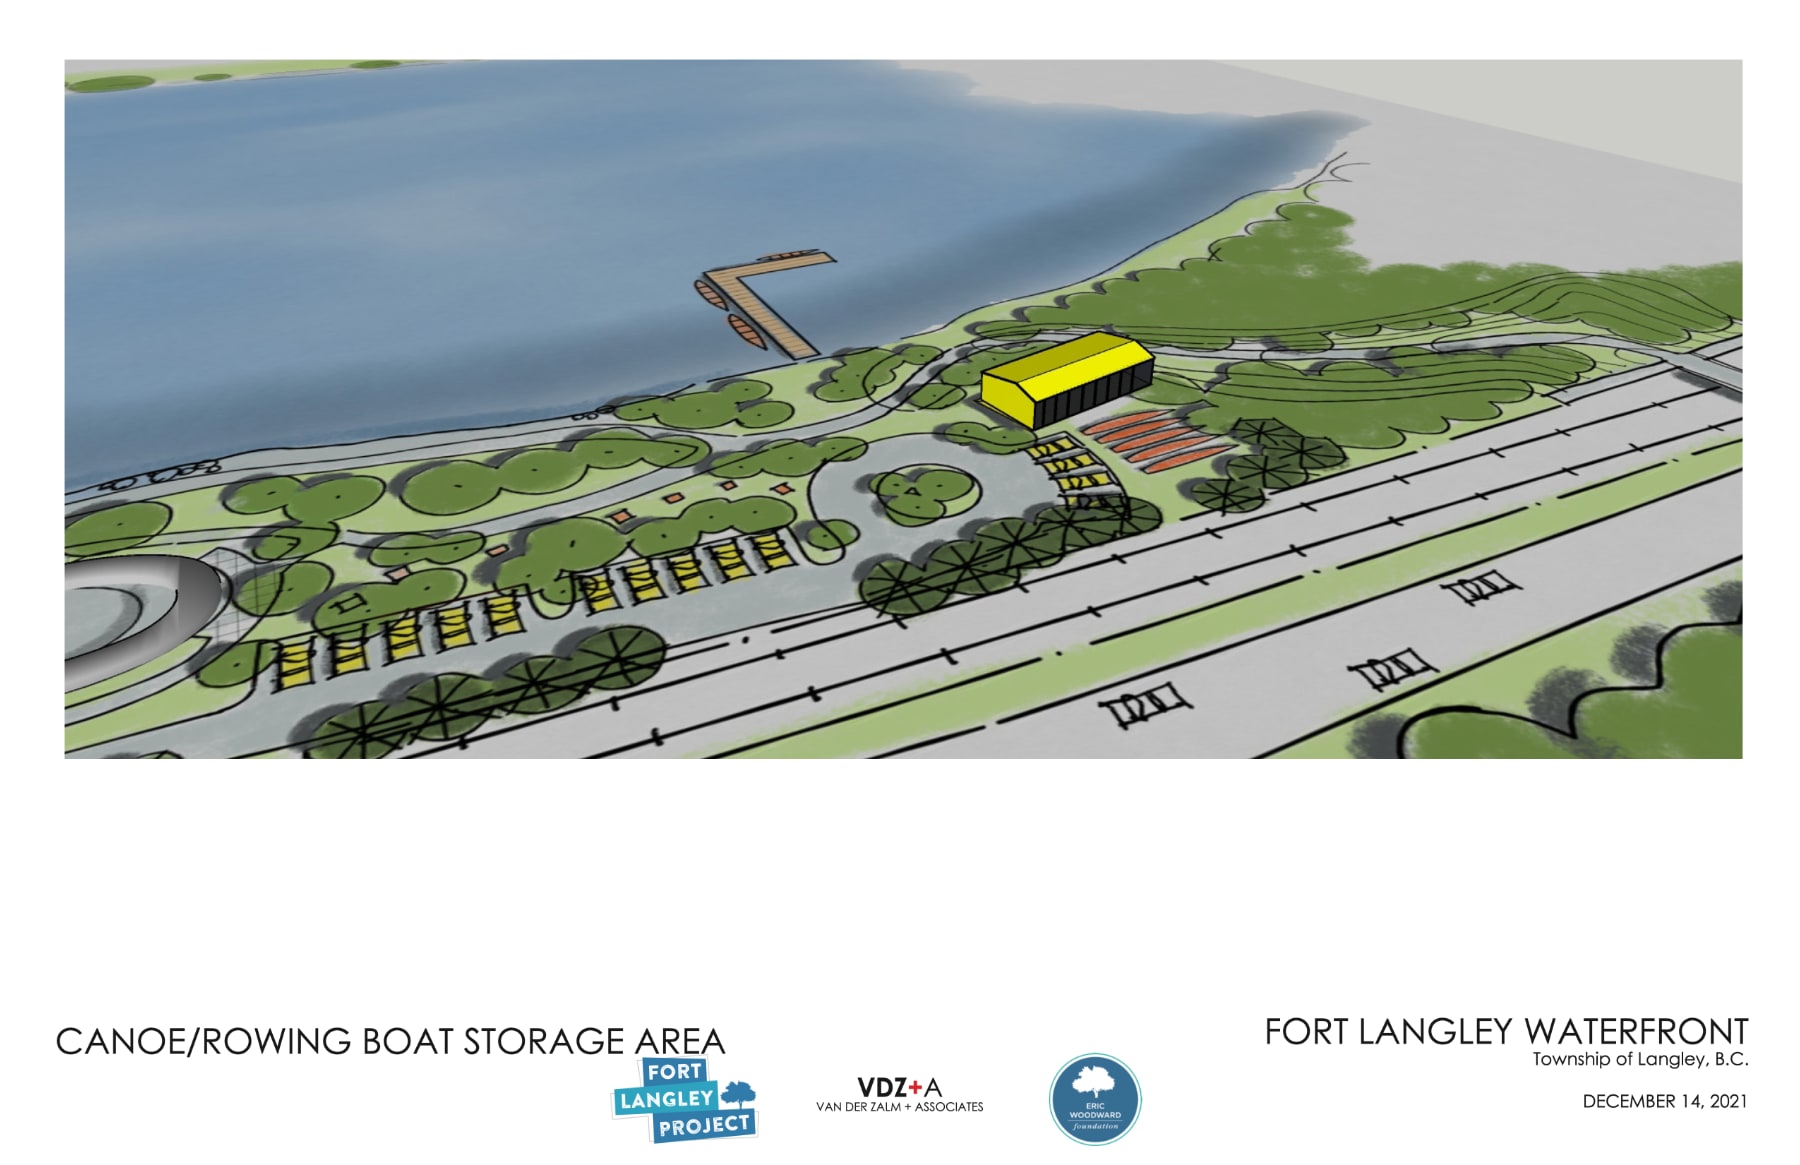 CANOE/ROWING BOAT STORAGE AREA
FORT
LANGLEY
PROJECT
VDZ+A
VAN DER ZALM + ASSOCIATES
ERIC
WOODWARD
foundation
FORT LANGLEY WATERFRONT
Township of Langley, B.C.
DECEMBER 14, 2021